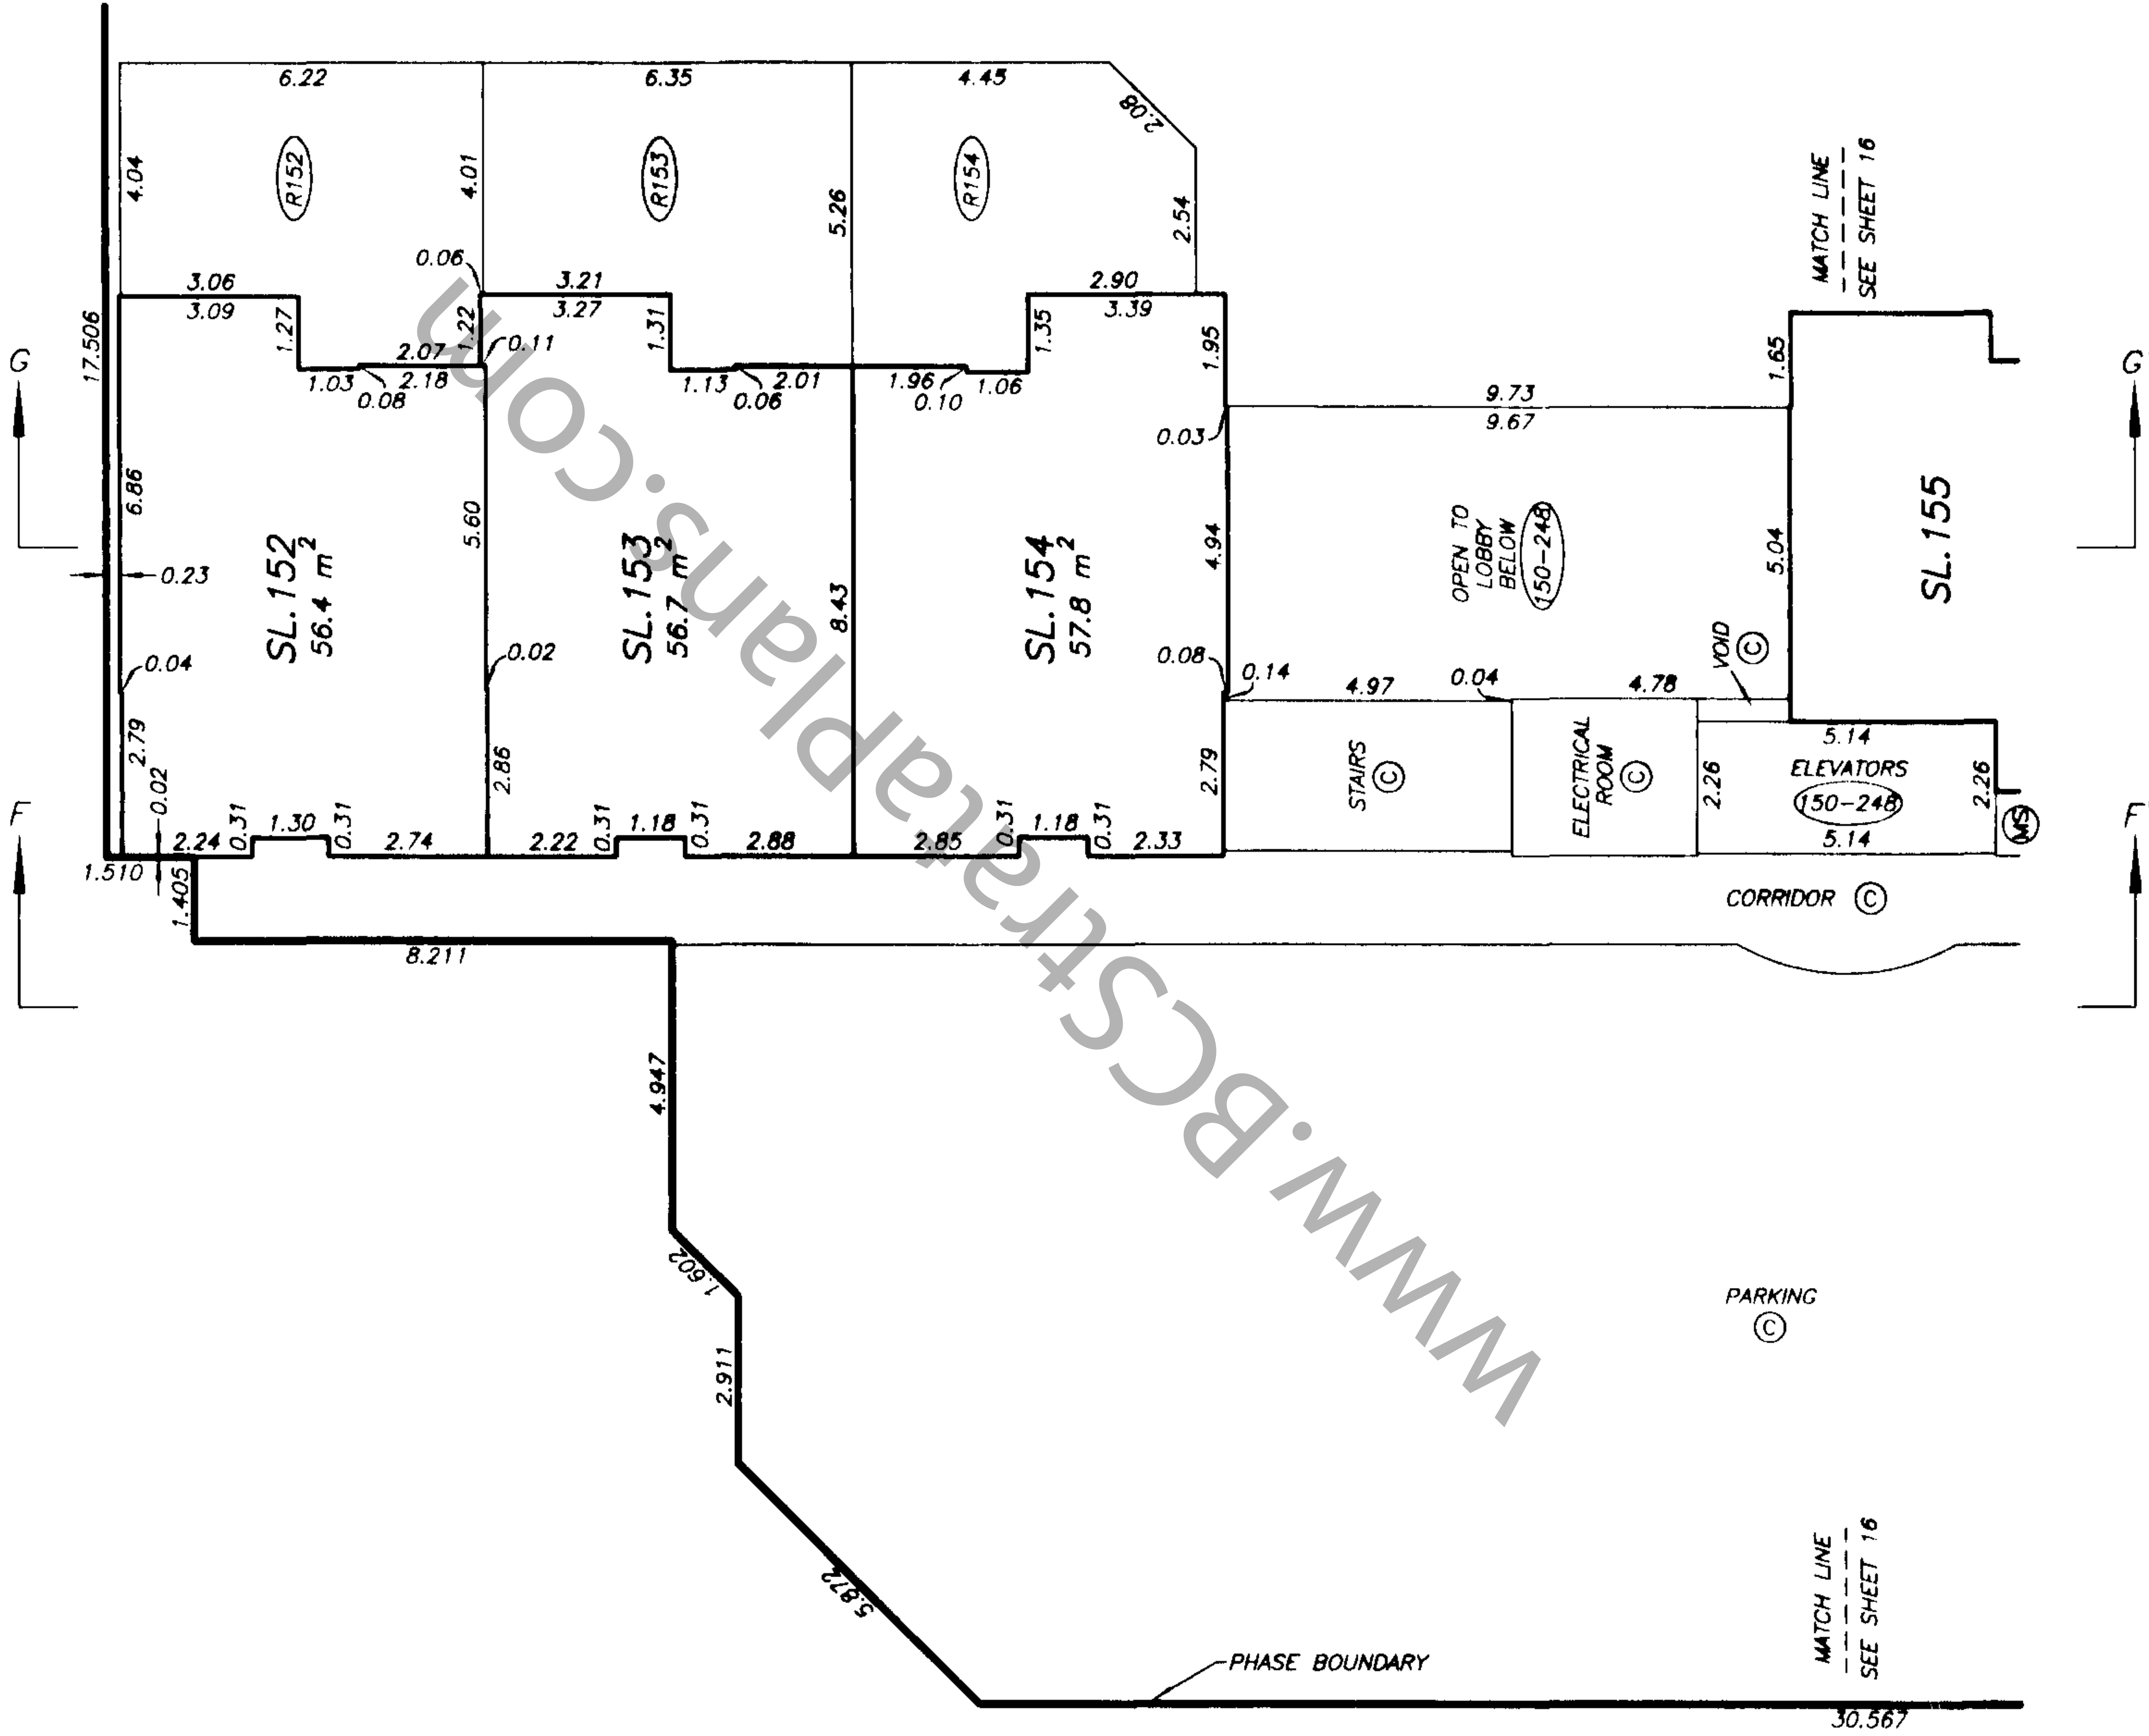 6.22
6.35
4.45
2.08
4.04
R152
4.01
R153
5.26
R154
2.54
MATCH LINE
SEE SHEET 16
0.06
3.06
3.09
3.21
3.27
2.90
3.39
17.506
1.27
1.22
0.11
1.31
1.35
1.95
1.65
G
G
2.07
1.03
2.18
0.08
1.13
2.01
0.06
1.96
0.10
1.06
9.73
9.67
0.03
6.86
5.60
8.43
4.94
5.04
SL.152
56.4 m²
SL.153
56.7 m²
SL.154
57.8 m²
OPEN TO
LOBBY
BELOW
150-248
SL.155
0.23
0.04
0.02
0.08
0.14
4.97
0.04
4.78
VOID
C
2.79
0.02
2.86
2.79
STAIRS
C
ELECTRICAL
ROOM
C
5.14
ELEVATORS
150-248
5.14
2.26
2.26
MS
F
F
2.24
0.31
1.30
0.31
2.74
2.22
0.31
1.18
0.31
2.88
2.85
0.31
1.18
0.31
2.33
1.510
1.405
CORRIDOR C
8.211
4.947
1.602
2.911
5.872
PARKING
C
MATCH LINE
SEE SHEET 16
PHASE BOUNDARY
30.567
www.BCStrataPlans.com